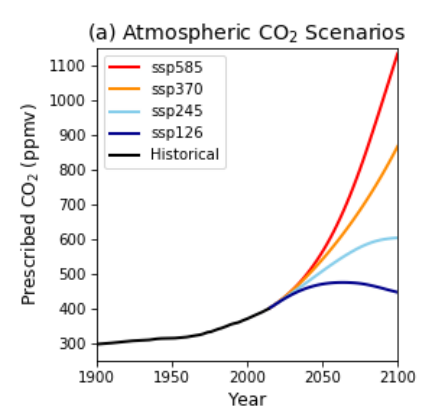 (a) Atmospheric CO₂ Scenarios
Prescribed CO₂ (ppmv)
1100
1000
900
800
700
600
500
400
300
ssp585
ssp370
ssp245
ssp126
Historical
1900 1950 2000 2050 2100
Year